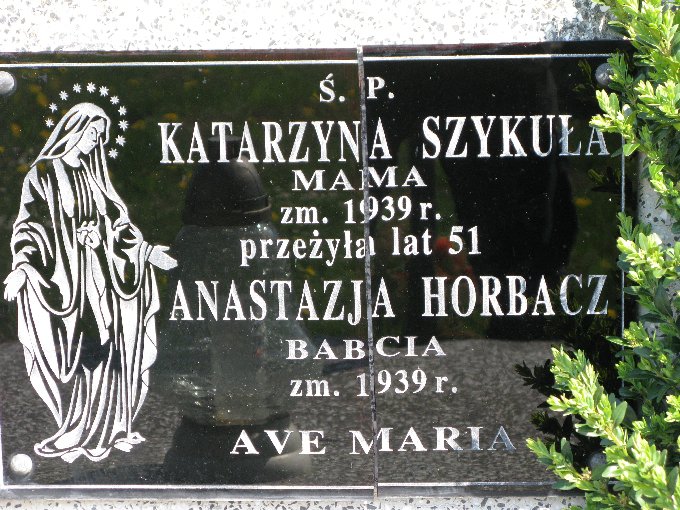 Ś. P.
KATARZYNA SZYKUŁA
MAMA
zm. 1939 r.
przeżyła lat 51
ANASTAZJA HORBACZ
BABCIA
zm. 1939 r.
AVE MARIA